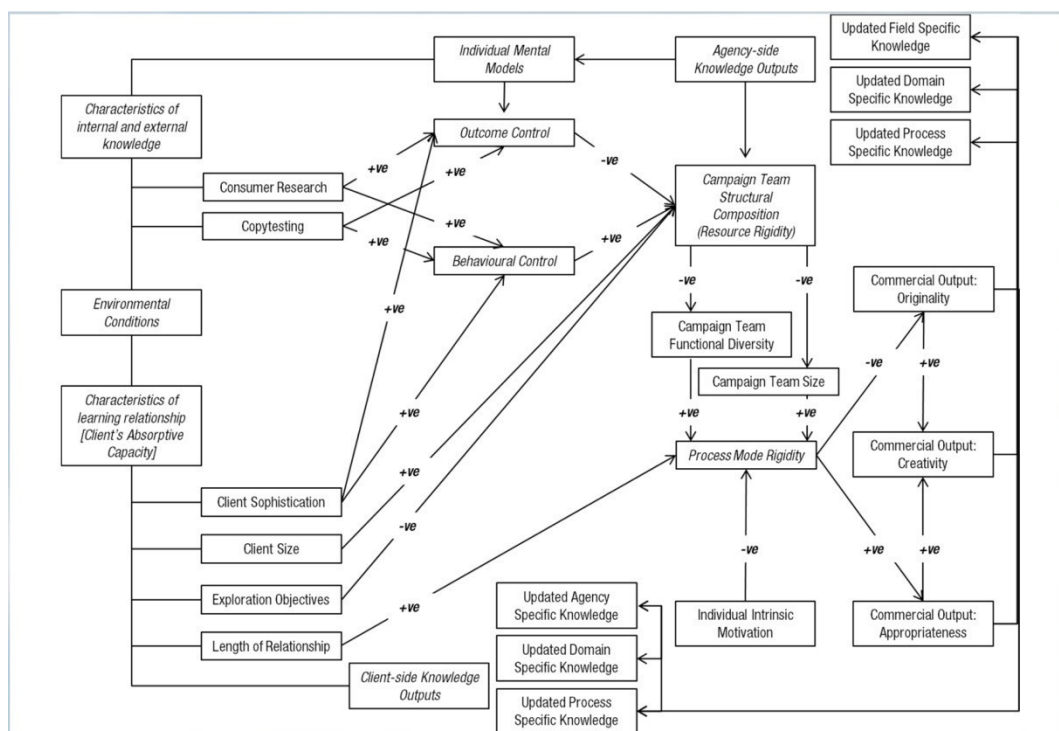 Individual Mental
Models
Agency-side
Knowledge Outputs
Updated Field Specific
Knowledge
Updated Domain
Specific Knowledge
Updated Process
Specific Knowledge
Characteristics of
internal and external
knowledge
Outcome Control
+ve
+ve
-ve
Consumer Research
Copytesting
+ve
+ve
+ve
Behavioural Control
Campaign Team
Structural
Composition
(Resource Rigidity)
-ve
-ve
Environmental
Conditions
+ve
Campaign Team
Functional Diversity
Campaign Team Size
+ve
+ve
Commercial Output:
Originality
-ve
+ve
Characteristics of
learning relationship
[Client's Absorptive
Capacity]
+ve
Process Mode Rigidity
Commercial Output:
Creativity
Client Sophistication
+ve
Client Size
-ve
-ve
+ve
+ve
Exploration Objectives
+ve
Length of Relationship
Updated Agency
Specific Knowledge
Individual Intrinsic
Motivation
Commercial Output:
Appropriateness
Updated Domain
Specific Knowledge
Client-side Knowledge
Outputs
Updated Process
Specific Knowledge